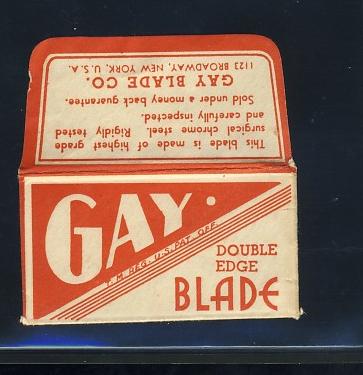 This blade is made of highest grade
surgical chrome steel. Rigidly tested
and carefully inspected.
Sold under a money back guarantee.
GAY BLADE CO.
1123 BROADWAY, NEW YORK, U.S.A.
GAY.
T.M. REG. U.S. PAT. OFF.
DOUBLE
EDGE
BLADE